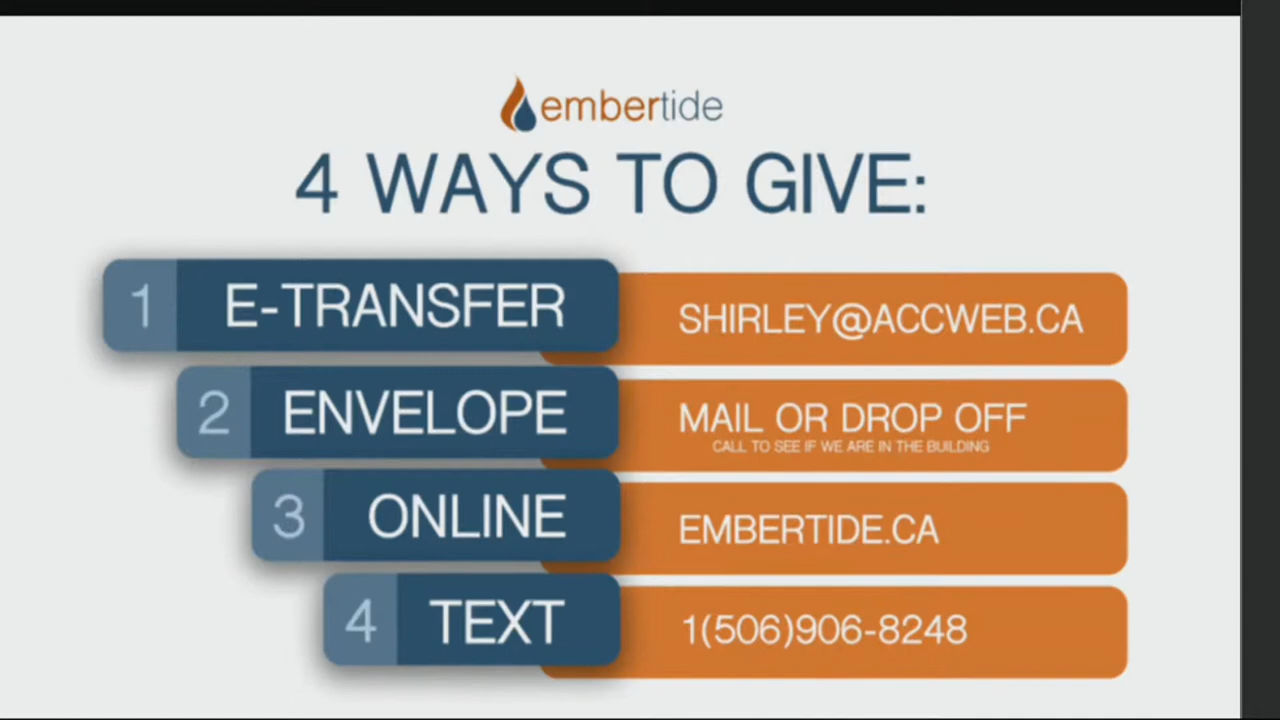 embertide
4 WAYS TO GIVE:
1 E-TRANSFER SHIRLEY@ACCWEB.CA
2 ENVELOPE MAIL OR DROP OFF
CALL TO SEE IF WE ARE IN THE BUILDING
3 ONLINE EMBERTIDE.CA
4 TEXT 1(506)906-8248